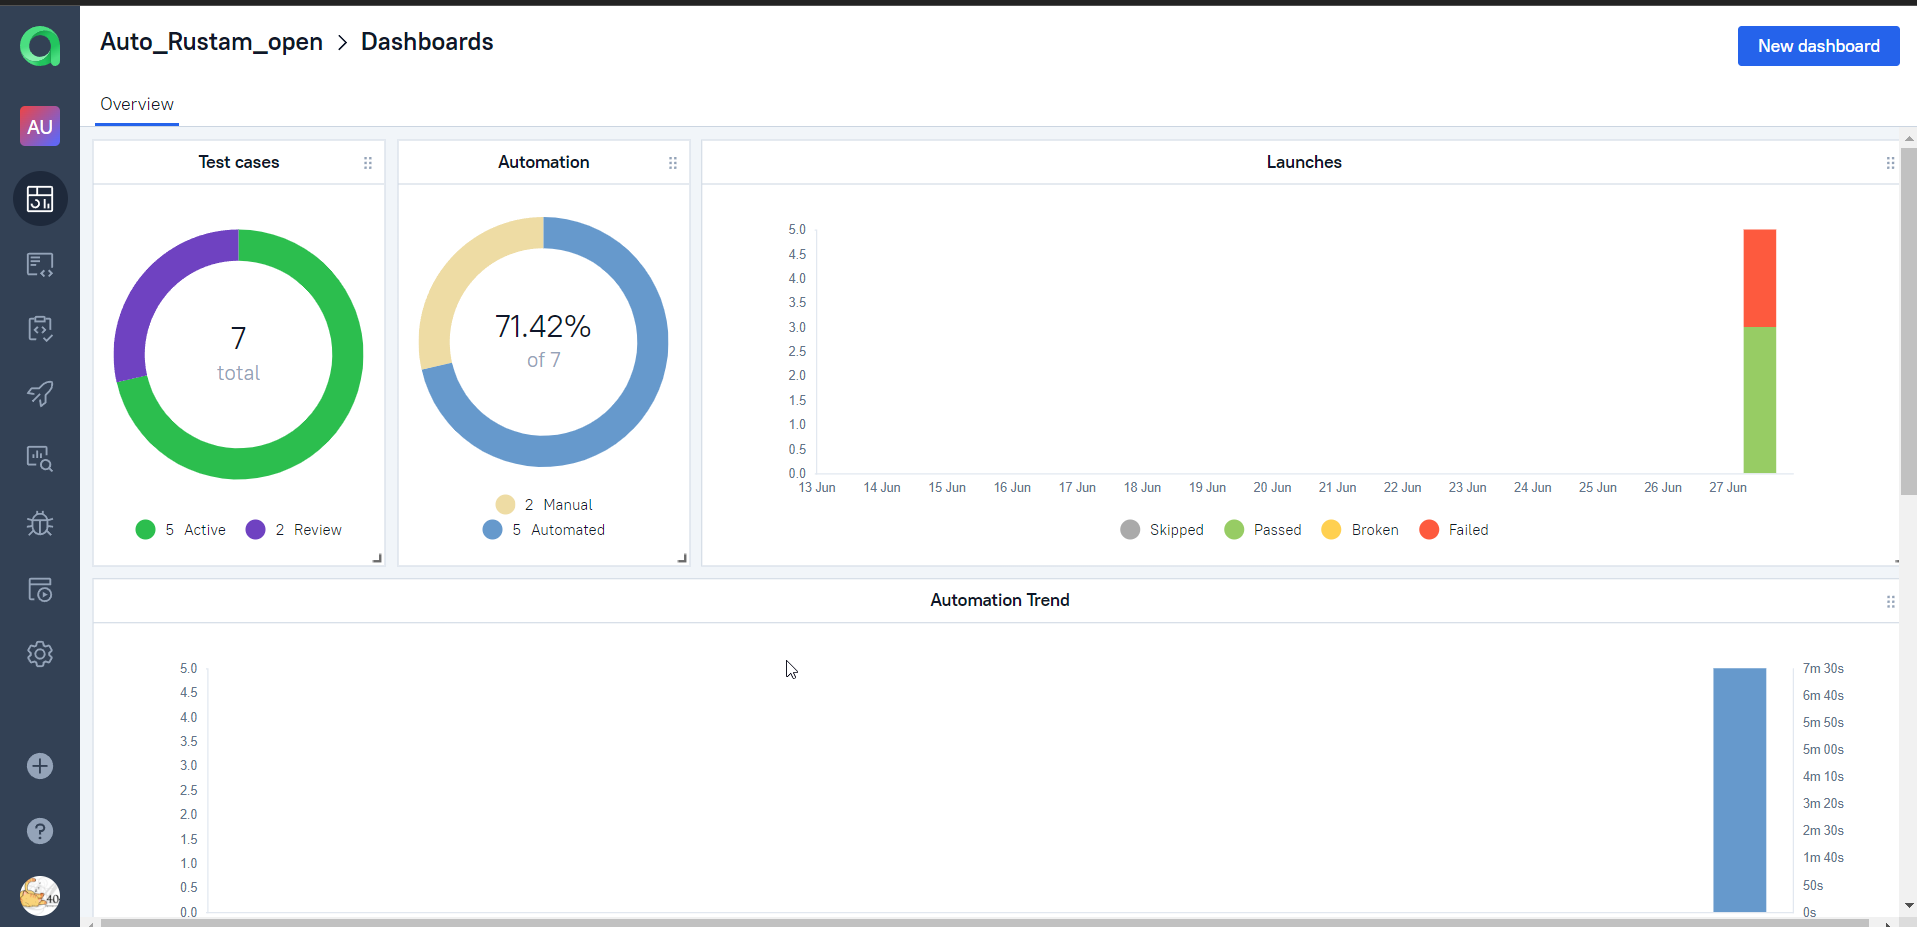 Auto_Rustam_open > Dashboards
New dashboard
AU
Overview
Test cases
7
total
5 Active 2 Review
Automation
71.42%
of 7
2 Manual
5 Automated
Launches
5.0
4.5
4.0
3.5
3.0
2.5
2.0
1.5
1.0
0.5
0.0
13 Jun 14 Jun 15 Jun 16 Jun 17 Jun 18 Jun 19 Jun 20 Jun 21 Jun 22 Jun 23 Jun 24 Jun 25 Jun 26 Jun 27 Jun
Skipped Passed Broken Failed
Automation Trend
5.0
4.5
4.0
3.5
3.0
2.5
2.0
1.5
1.0
0.5
0.0
7m 30s
6m 40s
5m 50s
5m 00s
4m 10s
3m 20s
2m 30s
1m 40s
50s
0s
?
40